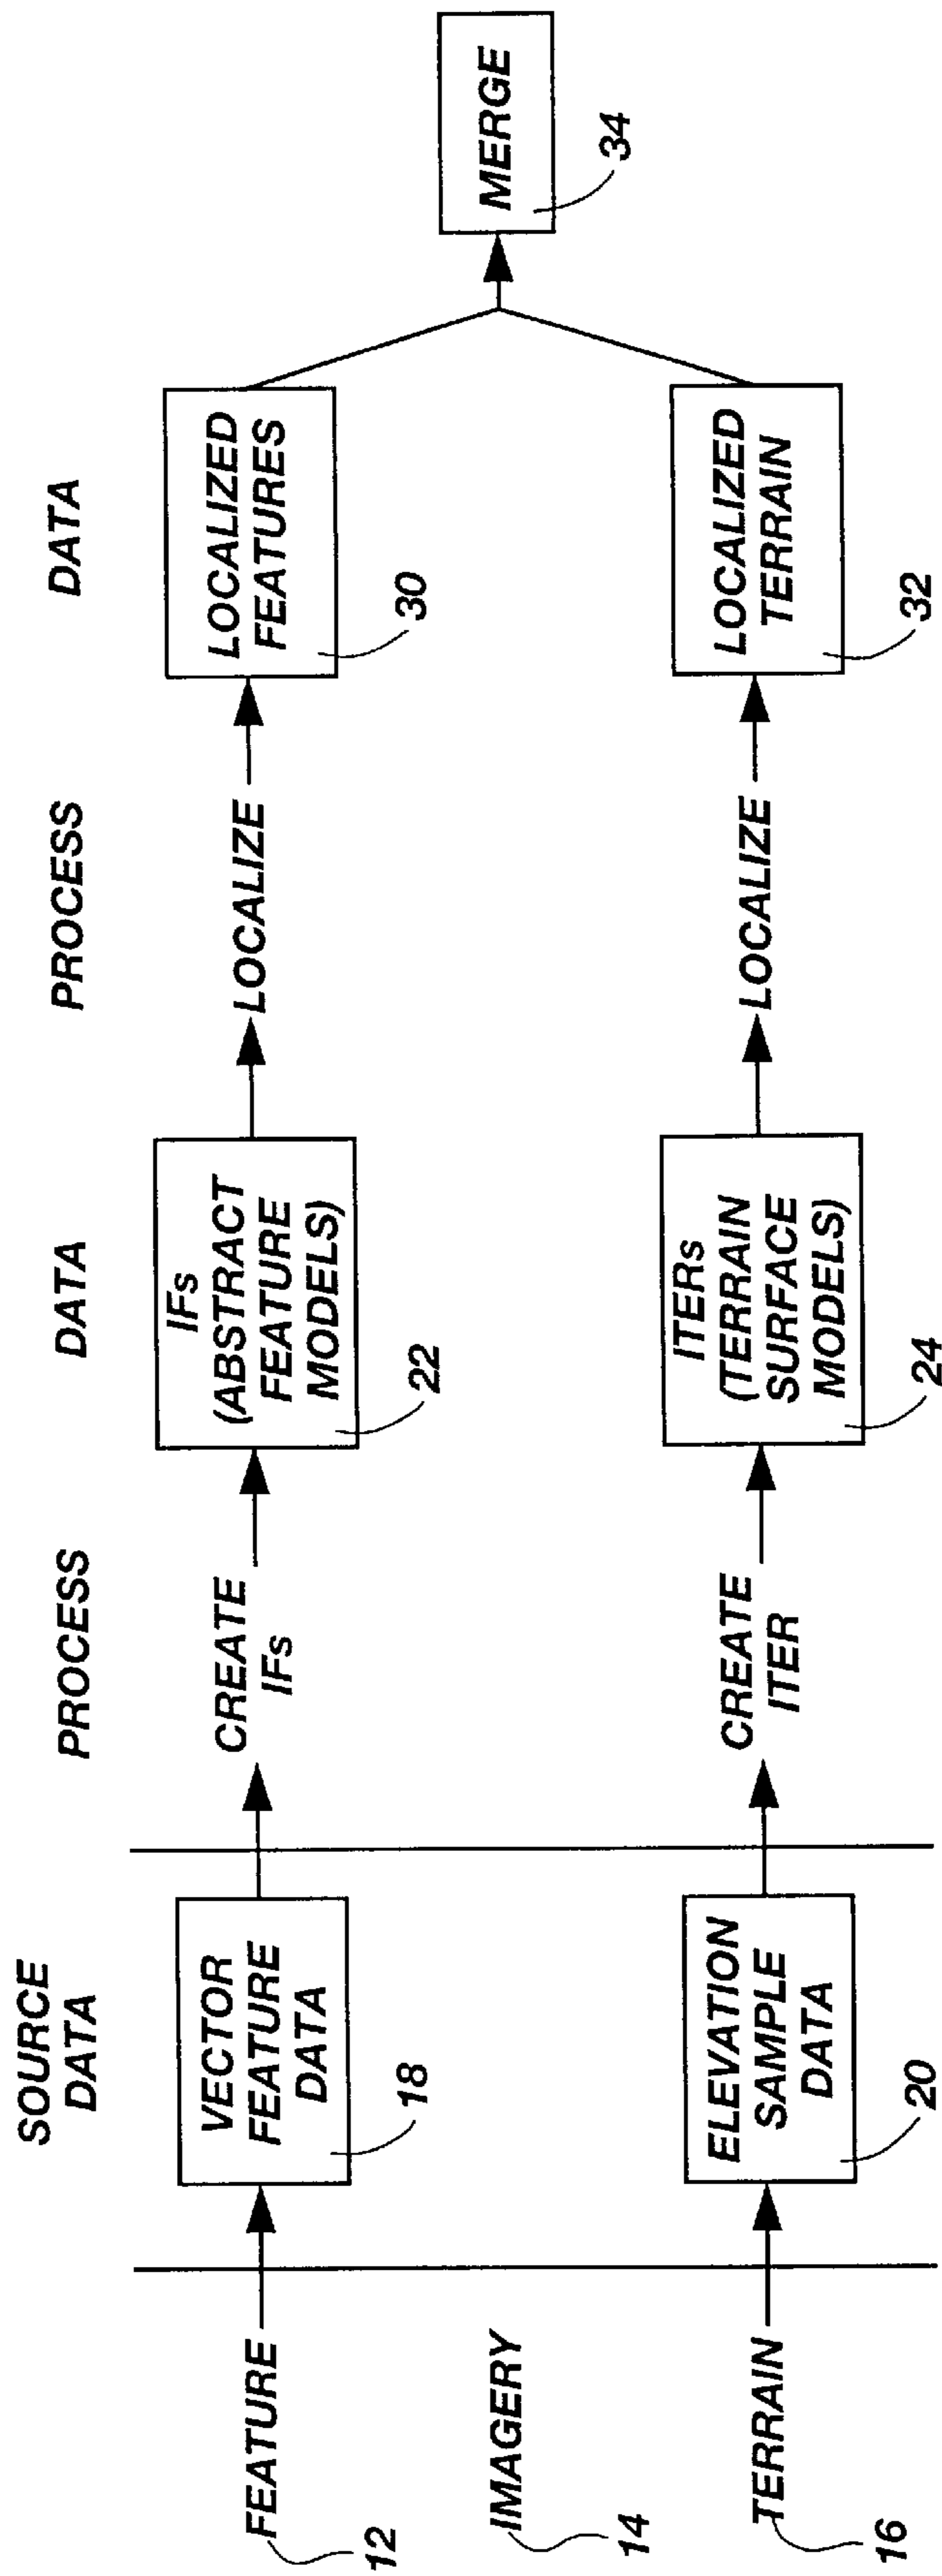 SOURCE
DATA
PROCESS
DATA
PROCESS
DATA
FEATURE
12
VECTOR
FEATURE
DATA
18
CREATE
IFs
IFs
(ABSTRACT
FEATURE
MODELS)
22
LOCALIZE
LOCALIZED
FEATURES
30
IMAGERY
14
MERGE
34
TERRAIN
16
ELEVATION
SAMPLE
DATA
20
CREATE
ITER
ITERs
(TERRAIN
SURFACE
MODELS)
24
LOCALIZE
LOCALIZED
TERRAIN
32